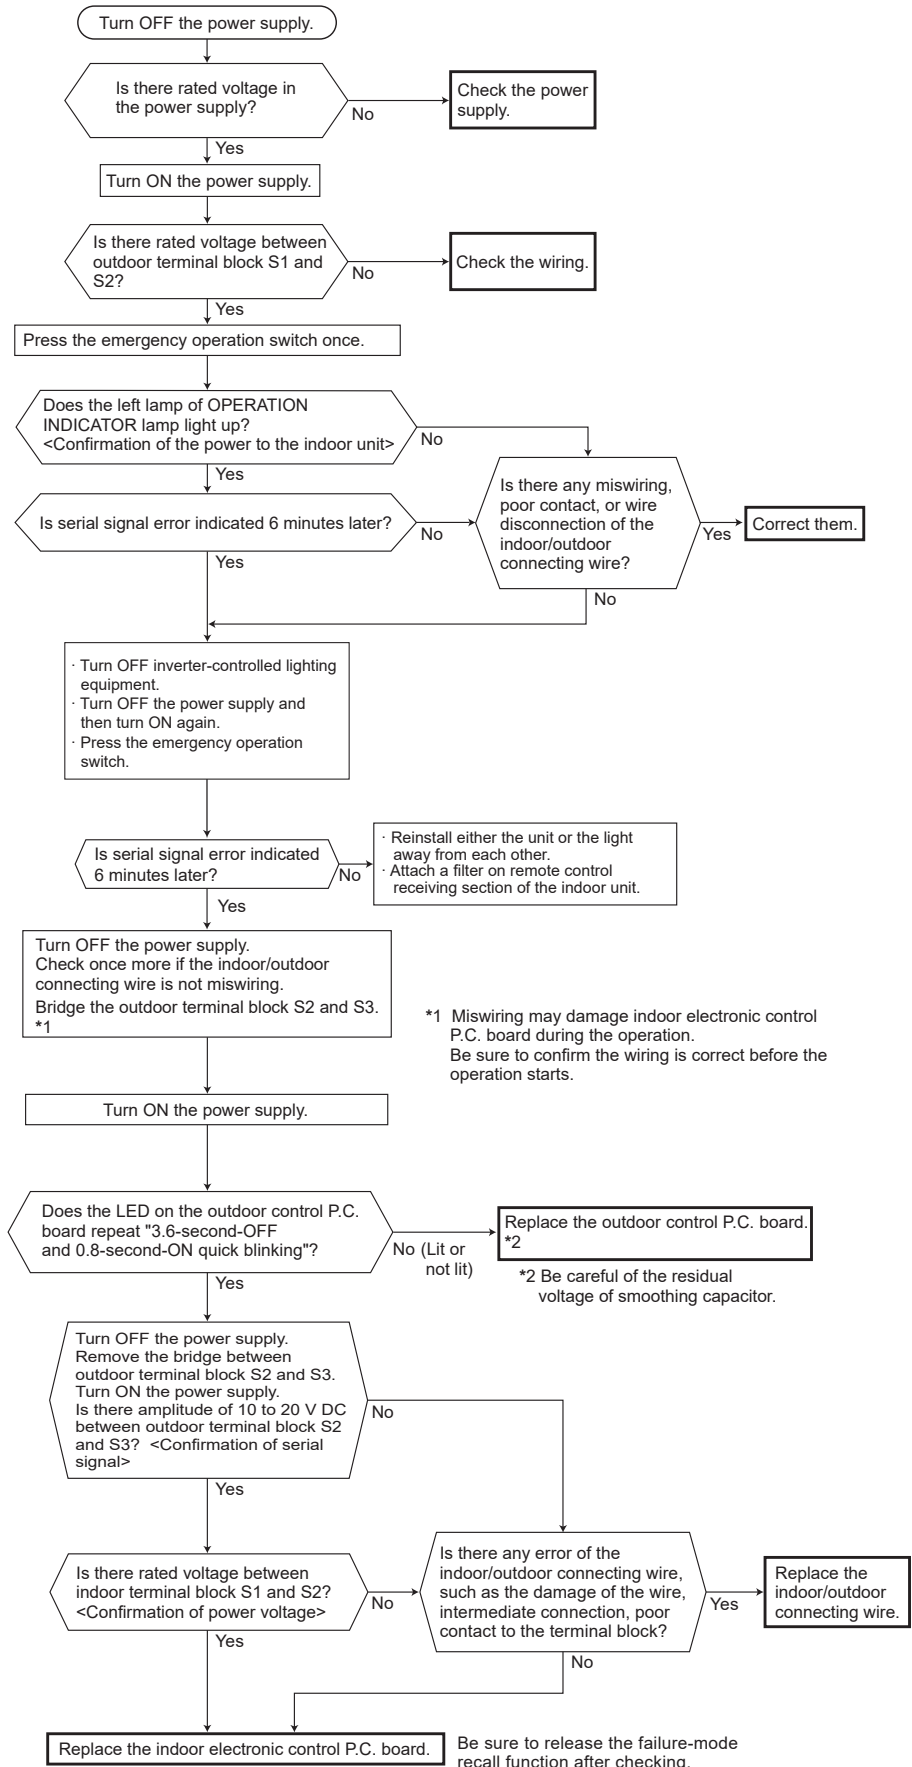 Turn OFF the power supply.
Is there rated voltage in
the power supply?
No
Check the power
supply.
Yes
Turn ON the power supply.
Is there rated voltage between
outdoor terminal block S1 and
S2?
No
Check the wiring.
Yes
Press the emergency operation switch once.
Does the left lamp of OPERATION
INDICATOR lamp light up?
<Confirmation of the power to the indoor unit>
No
Yes
Is serial signal error indicated 6 minutes later?
No
Is there any miswiring,
poor contact, or wire
disconnection of the
indoor/outdoor
connecting wire?
Yes
Correct them.
Yes
No
· Turn OFF inverter-controlled lighting
equipment.
· Turn OFF the power supply and
then turn ON again.
· Press the emergency operation
switch.
Is serial signal error indicated
6 minutes later?
No
· Reinstall either the unit or the light
away from each other.
· Attach a filter on remote control
receiving section of the indoor unit.
Yes
Turn OFF the power supply.
Check once more if the indoor/outdoor
connecting wire is not miswiring.
Bridge the outdoor terminal block S2 and S3.
*1
*1 Miswiring may damage indoor electronic control
P.C. board during the operation.
Be sure to confirm the wiring is correct before the
operation starts.
Turn ON the power supply.
Does the LED on the outdoor control P.C.
board repeat "3.6-second-OFF
and 0.8-second-ON quick blinking"?
No (Lit or
not lit)
Replace the outdoor control P.C. board.
*2
*2 Be careful of the residual
voltage of smoothing capacitor.
Yes
Turn OFF the power supply.
Remove the bridge between
outdoor terminal block S2 and S3.
Turn ON the power supply.
Is there amplitude of 10 to 20 V DC
between outdoor terminal block S2
and S3? <Confirmation of serial
signal>
No
Yes
Is there rated voltage between
indoor terminal block S1 and S2?
<Confirmation of power voltage>
No
Is there any error of the
indoor/outdoor connecting wire,
such as the damage of the wire,
intermediate connection, poor
contact to the terminal block?
Yes
Replace the
indoor/outdoor
connecting wire.
Yes
No
Replace the indoor electronic control P.C. board.
Be sure to release the failure-mode
recall function after checking.